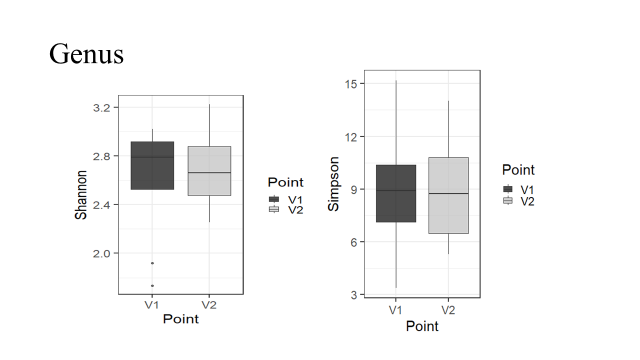 Genus
Shannon
3.2
2.8
2.4
2.0
V1 V2
Point
Point
V1
V2
Simpson
15
12
9
6
3
V1 V2
Point
Point
V1
V2